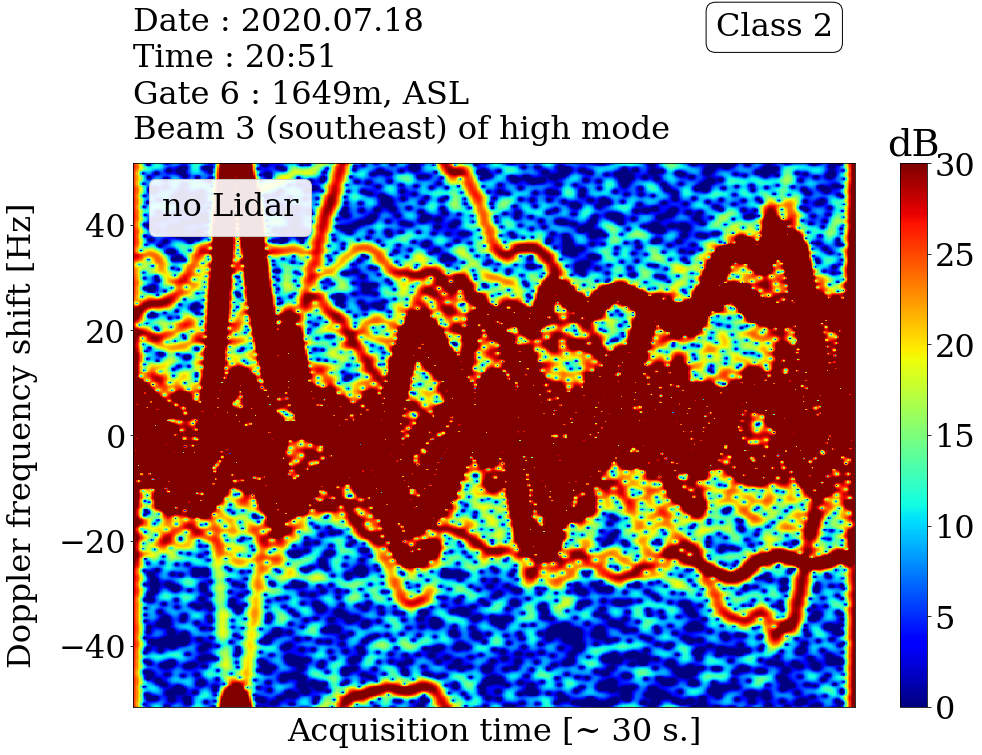 Date : 2020.07.18
Time : 20:51
Gate 6 : 1649m, ASL
Beam 3 (southeast) of high mode
Class 2
dB
no Lidar
Doppler frequency shift [Hz]
40
20
0
−20
−40
Acquisition time [~ 30 s.]
30
25
20
15
10
5
0